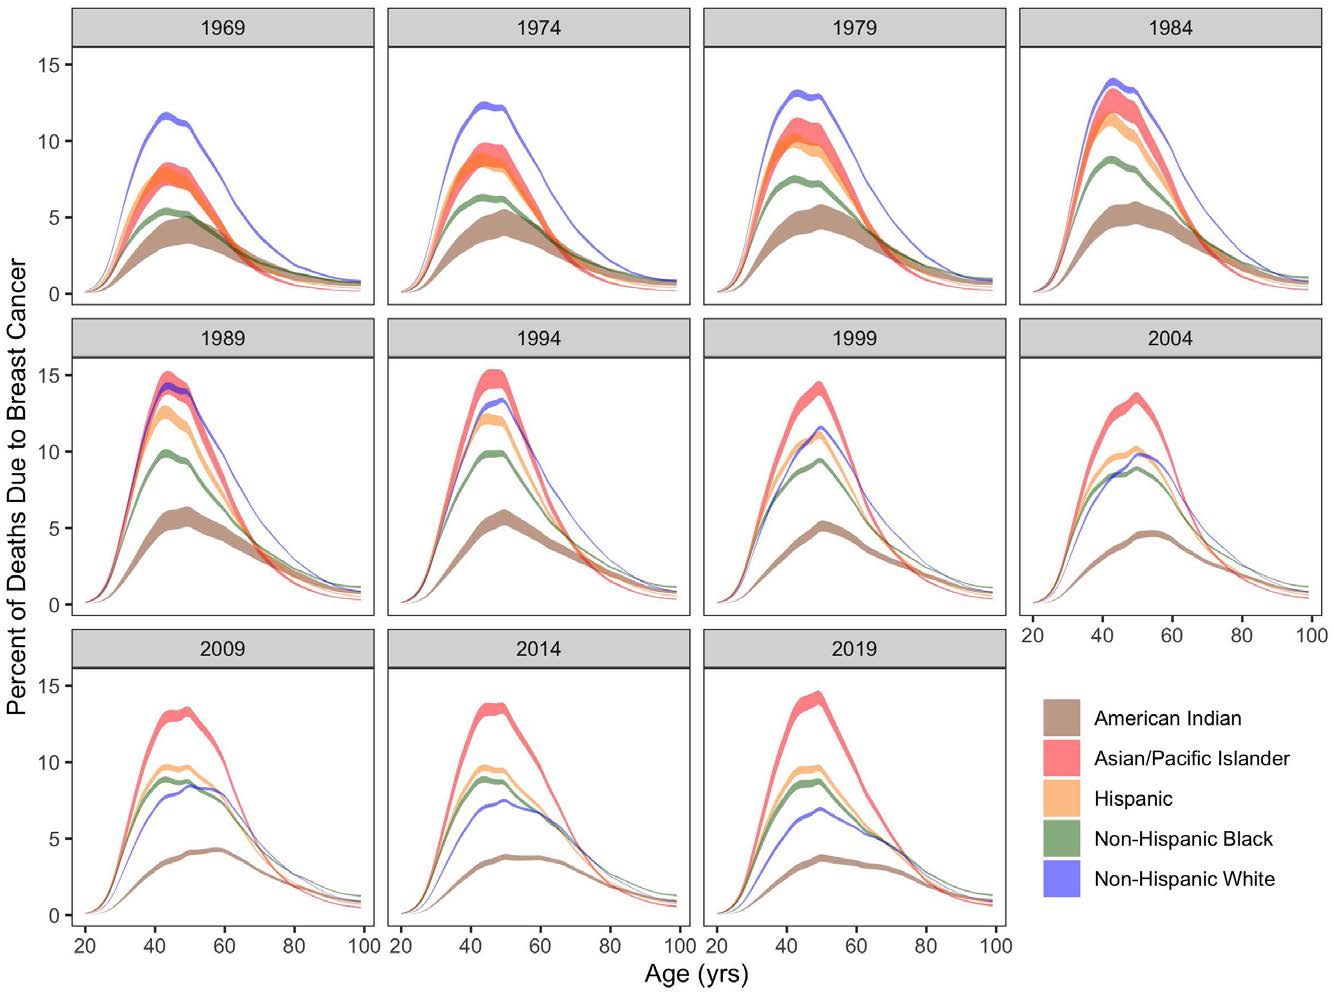 1969 1974 1979 1984
15
10
5
0
1989 1994 1999 2004
15
10
5
0
20 40 60 80 100
2009 2014 2019
15
10
5
0
20 40 60 80 100 20 40 60 80 100 20 40 60 80 100
Percent of Deaths Due to Breast Cancer
Age (yrs)
American Indian
Asian/Pacific Islander
Hispanic
Non-Hispanic Black
Non-Hispanic White